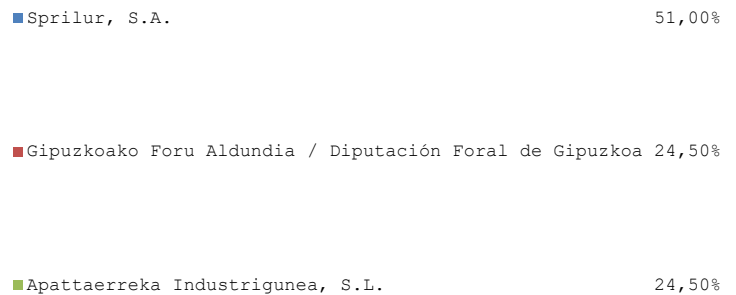 Sprilur, S.A. 51,00%
Gipuzkoako Foru Aldundia / Diputación Foral de Gipuzkoa 24,50%
Apattaerreka Industrigunea, S.L. 24,50%